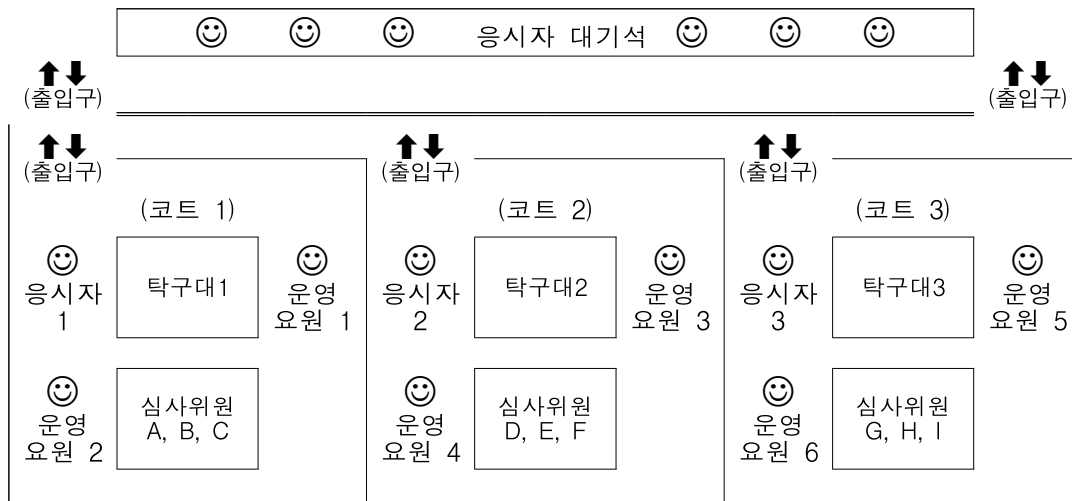 응시자 대기석
(출입구) (출입구)
(출입구) (출입구) (출입구)
(코트 1) (코트 2) (코트 3)
탁구대1 탁구대2 탁구대3
응시자 운영 응시자 운영 응시자 운영
1 요원 1 2 요원 3 3 요원 5
심사위원 심사위원 심사위원
운영 A, B, C 운영 D, E, F 운영 G, H, I
요원 2 요원 4 요원 6